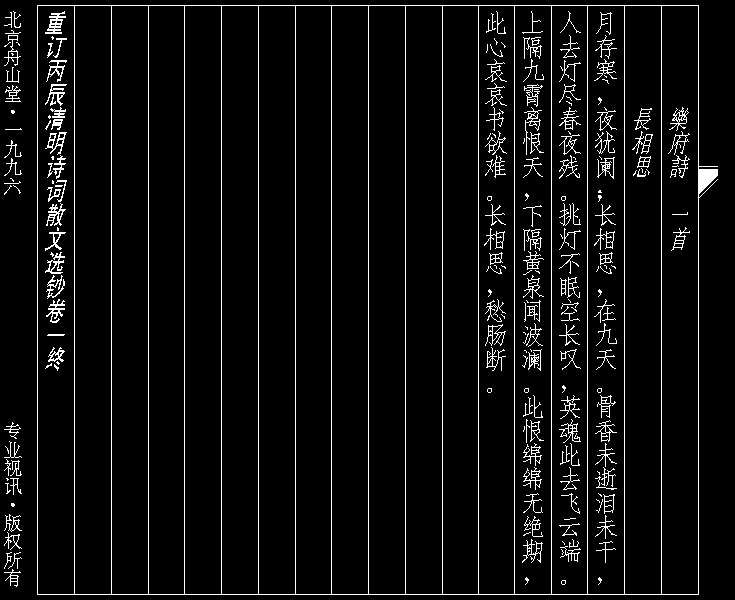 樂府詩　一首
長相思
月存寒，夜犹阑；长相思，在九天。骨香未逝泪未干，
人去灯尽春夜残。挑灯不眠空长叹，英魂此去飞云端。
上隔九霄离恨天，下隔黄泉闻波澜。此恨绵绵无绝期，
此心哀哀书欲难。长相思，愁肠断。
重订丙辰清明诗词散文选钞卷一终
北京舟山堂·一九九六
专业视讯·版权所有